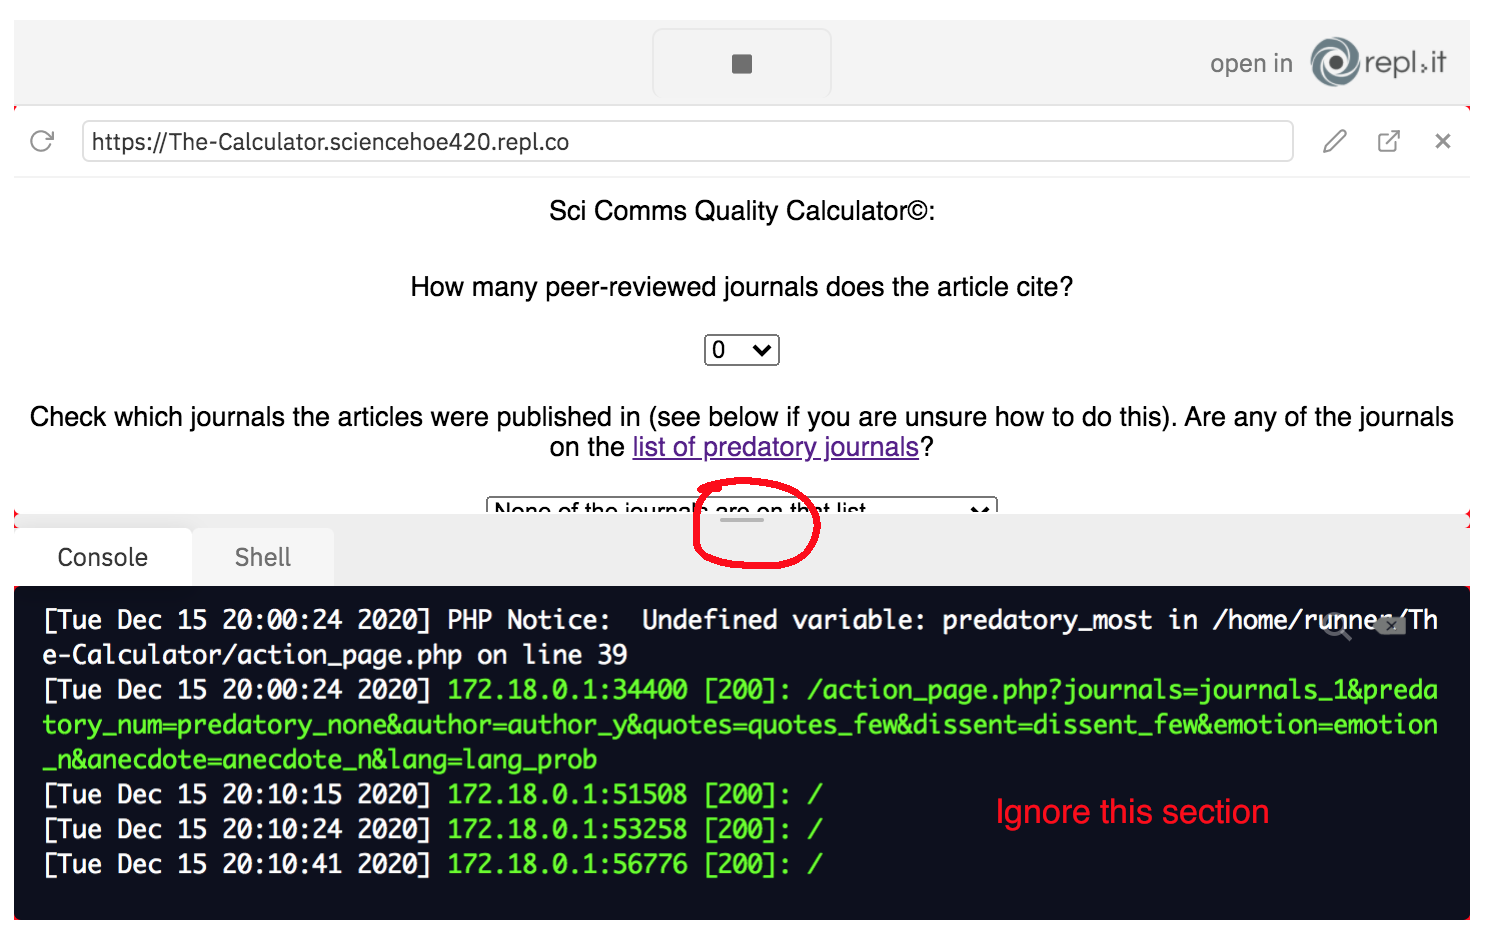 open in repl.it
https://The-Calculator.sciencehoe420.repl.co
Sci Comms Quality Calculator©:
How many peer-reviewed journals does the article cite?
0
Check which journals the articles were published in (see below if you are unsure how to do this). Are any of the journals
on the list of predatory journals?
None of the journals are on that list
Console Shell
[Tue Dec 15 20:00:24 2020] PHP Notice:  Undefined variable: predatory_most in /home/runner/Th
e-Calculator/action_page.php on line 39
[Tue Dec 15 20:00:24 2020] 172.18.0.1:34400 [200]: /action_page.php?journals=journals_1&preda
tory_num=predatory_none&author=author_y&quotes=quotes_few&dissent=dissent_few&emotion=emotion
_n&anecdote=anecdote_n&lang=lang_prob
[Tue Dec 15 20:10:15 2020] 172.18.0.1:51508 [200]: /
Ignore this section
[Tue Dec 15 20:10:24 2020] 172.18.0.1:53258 [200]: /
[Tue Dec 15 20:10:41 2020] 172.18.0.1:56776 [200]: /